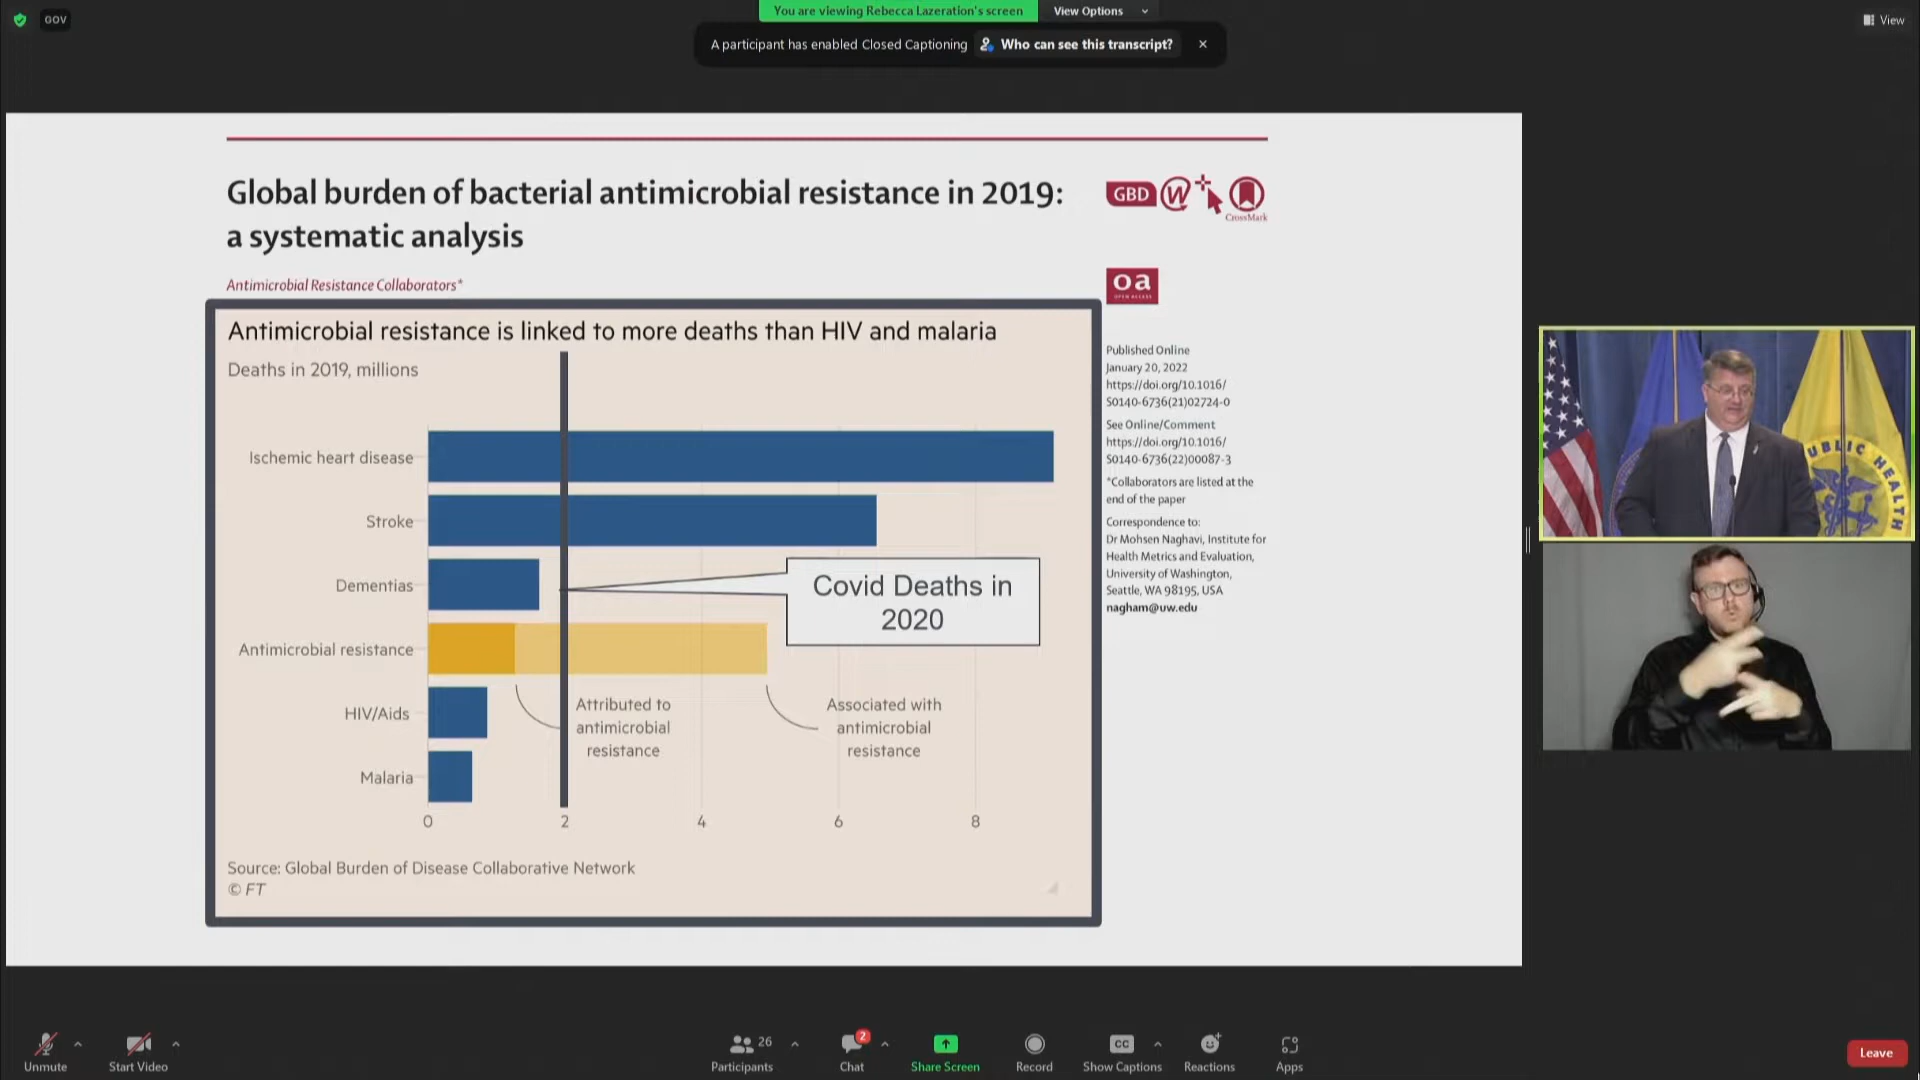 GOV
You are viewing Rebecca Lazeration's screen
View Options
View
A participant has enabled Closed Captioning
Who can see this transcript?
Global burden of bacterial antimicrobial resistance in 2019:
a systematic analysis
GBD
W
CrossMark
Antimicrobial Resistance Collaborators*
oa
OPEN ACCESS
Antimicrobial resistance is linked to more deaths than HIV and malaria
Deaths in 2019, millions
Ischemic heart disease
Stroke
Dementias
Antimicrobial resistance
HIV/Aids
Malaria
Covid Deaths in
2020
Attributed to
antimicrobial
resistance
Associated with
antimicrobial
resistance
0
2
4
6
8
Source: Global Burden of Disease Collaborative Network
© FT
Published Online
January 20, 2022
https://doi.org/10.1016/
S0140-6736(21)02724-0
See Online/Comment
https://doi.org/10.1016/
S0140-6736(22)00087-3
*Collaborators are listed at the
end of the paper
Correspondence to:
Dr Mohsen Naghavi, Institute for
Health Metrics and Evaluation,
University of Washington,
Seattle, WA 98195, USA
nagham@uw.edu
UBLIC HEALTH
Unmute
Start Video
26
Participants
2
Chat
Share Screen
Record
CC
Show Captions
Reactions
Apps
Leave